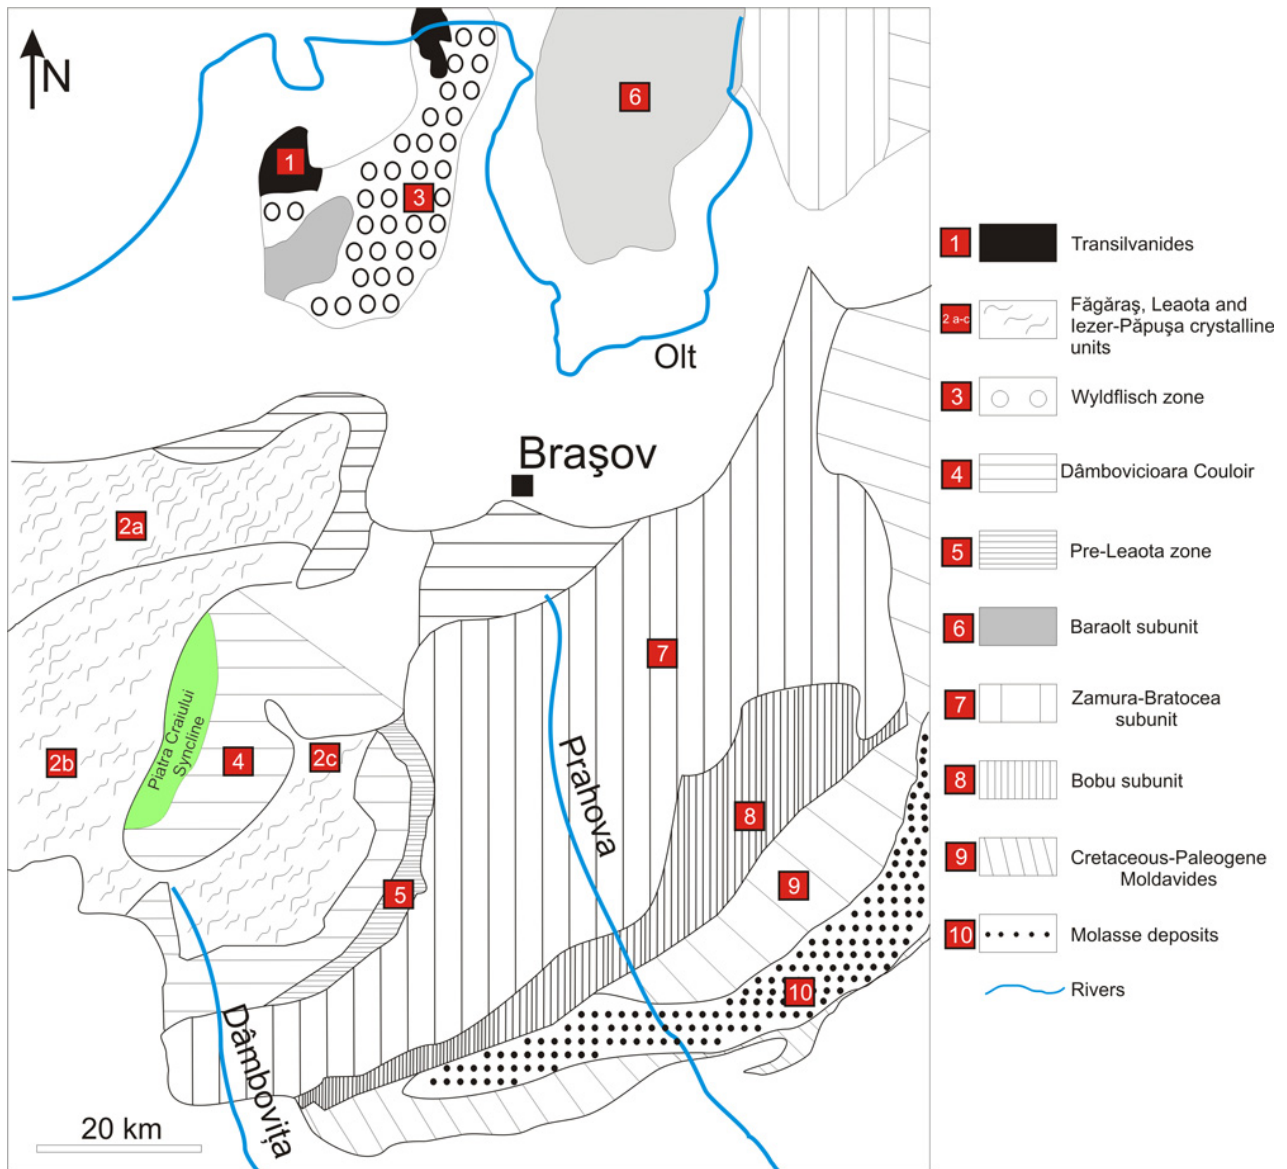 N
6
1
3
Olt
Braşov
2a
7
Piatra Craiului
Syncline
4
2c
2b
Prahova
8
9
5
10
Dâmboviţa
20 km
1 Transilvanides
2 a-c Făgăraş, Leaota and
Iezer-Păpuşa crystalline
units
3 Wyldflisch zone
4 Dâmbovicioara Couloir
5 Pre-Leaota zone
6 Baraolt subunit
7 Zamura-Bratocea
subunit
8 Bobu subunit
9 Cretaceous-Paleogene
Moldavides
10 Molasse deposits
Rivers